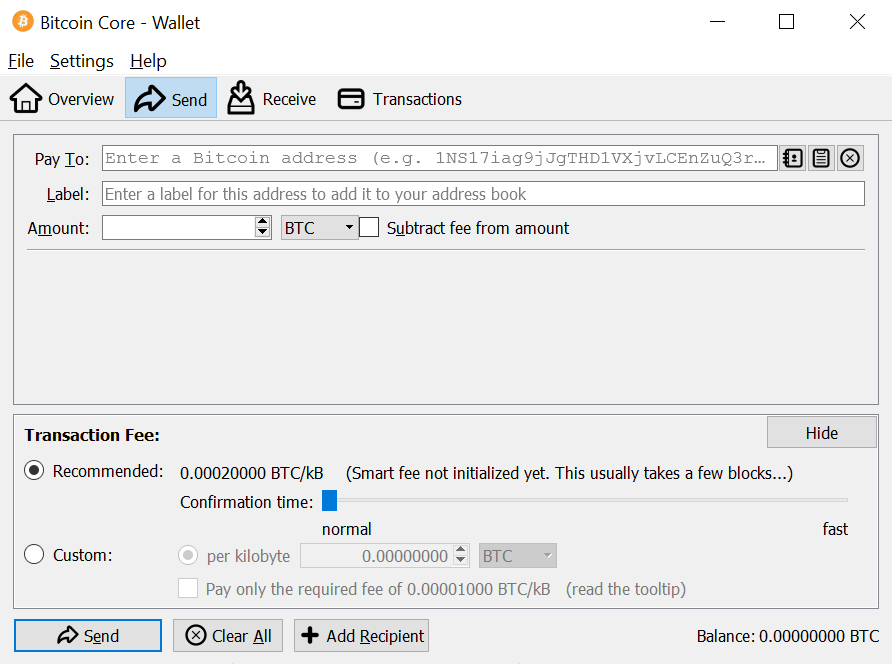 Bitcoin Core - Wallet
File Settings Help
Overview Send Receive Transactions
Pay To: Enter a Bitcoin address (e.g. 1NS17iag9jJgTHD1VXjvLCEnZuQ3r...
Label: Enter a label for this address to add it to your address book
Amount: BTC Subtract fee from amount
Transaction Fee: Hide
Recommended: 0.00020000 BTC/kB (Smart fee not initialized yet. This usually takes a few blocks...)
Confirmation time:
normal fast
Custom: per kilobyte 0.00000000 BTC
Pay only the required fee of 0.00001000 BTC/kB (read the tooltip)
Send Clear All Add Recipient Balance: 0.00000000 BTC